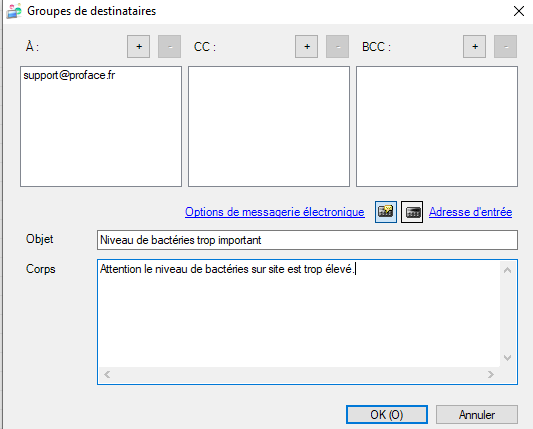 Groupes de destinataires
À : + - CC : + - BCC : + -
support@proface.fr
Options de messagerie électronique Adresse d'entrée
Objet Niveau de bactéries trop important
Corps Attention le niveau de bactéries sur site est trop élevé.
OK (O) Annuler